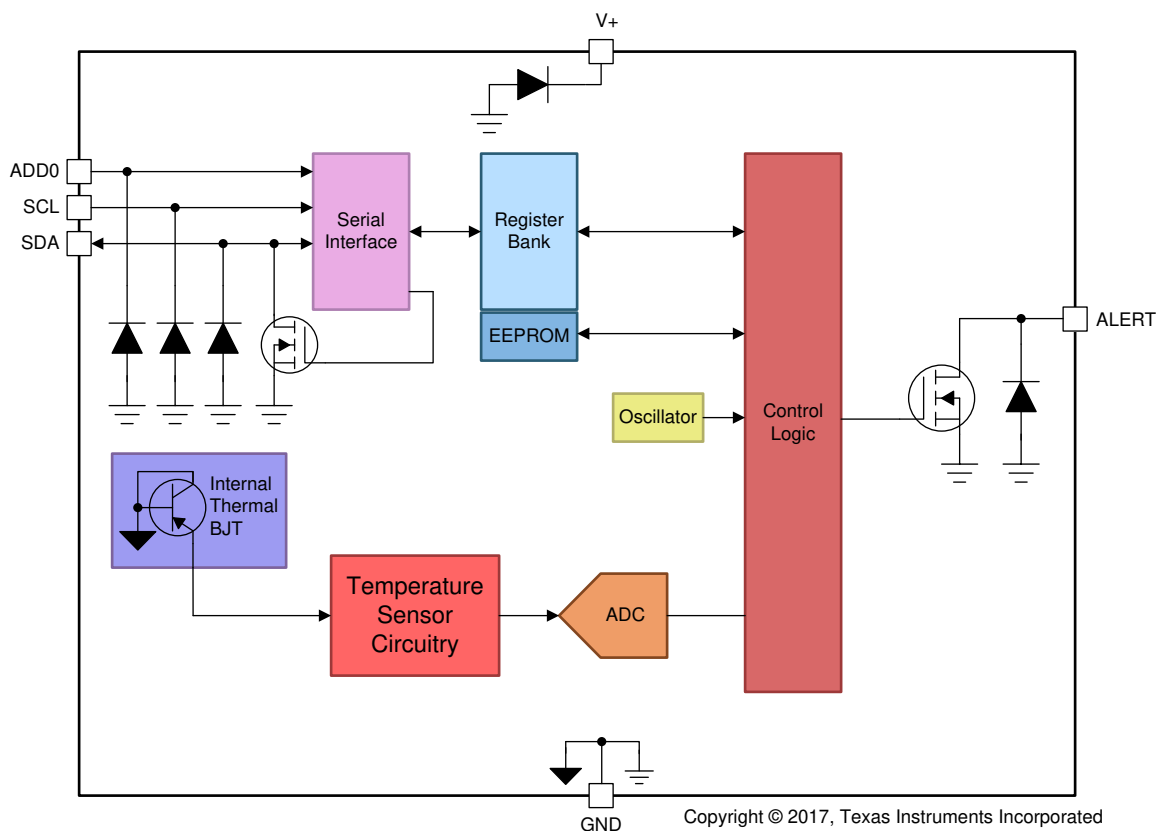 V+
ADD0
SCL
SDA
Serial
Interface
Register
Bank
EEPROM
ALERT
Oscillator
Control
Logic
Internal
Thermal
BJT
Temperature
Sensor
Circuitry
ADC
GND
Copyright © 2017, Texas Instruments Incorporated